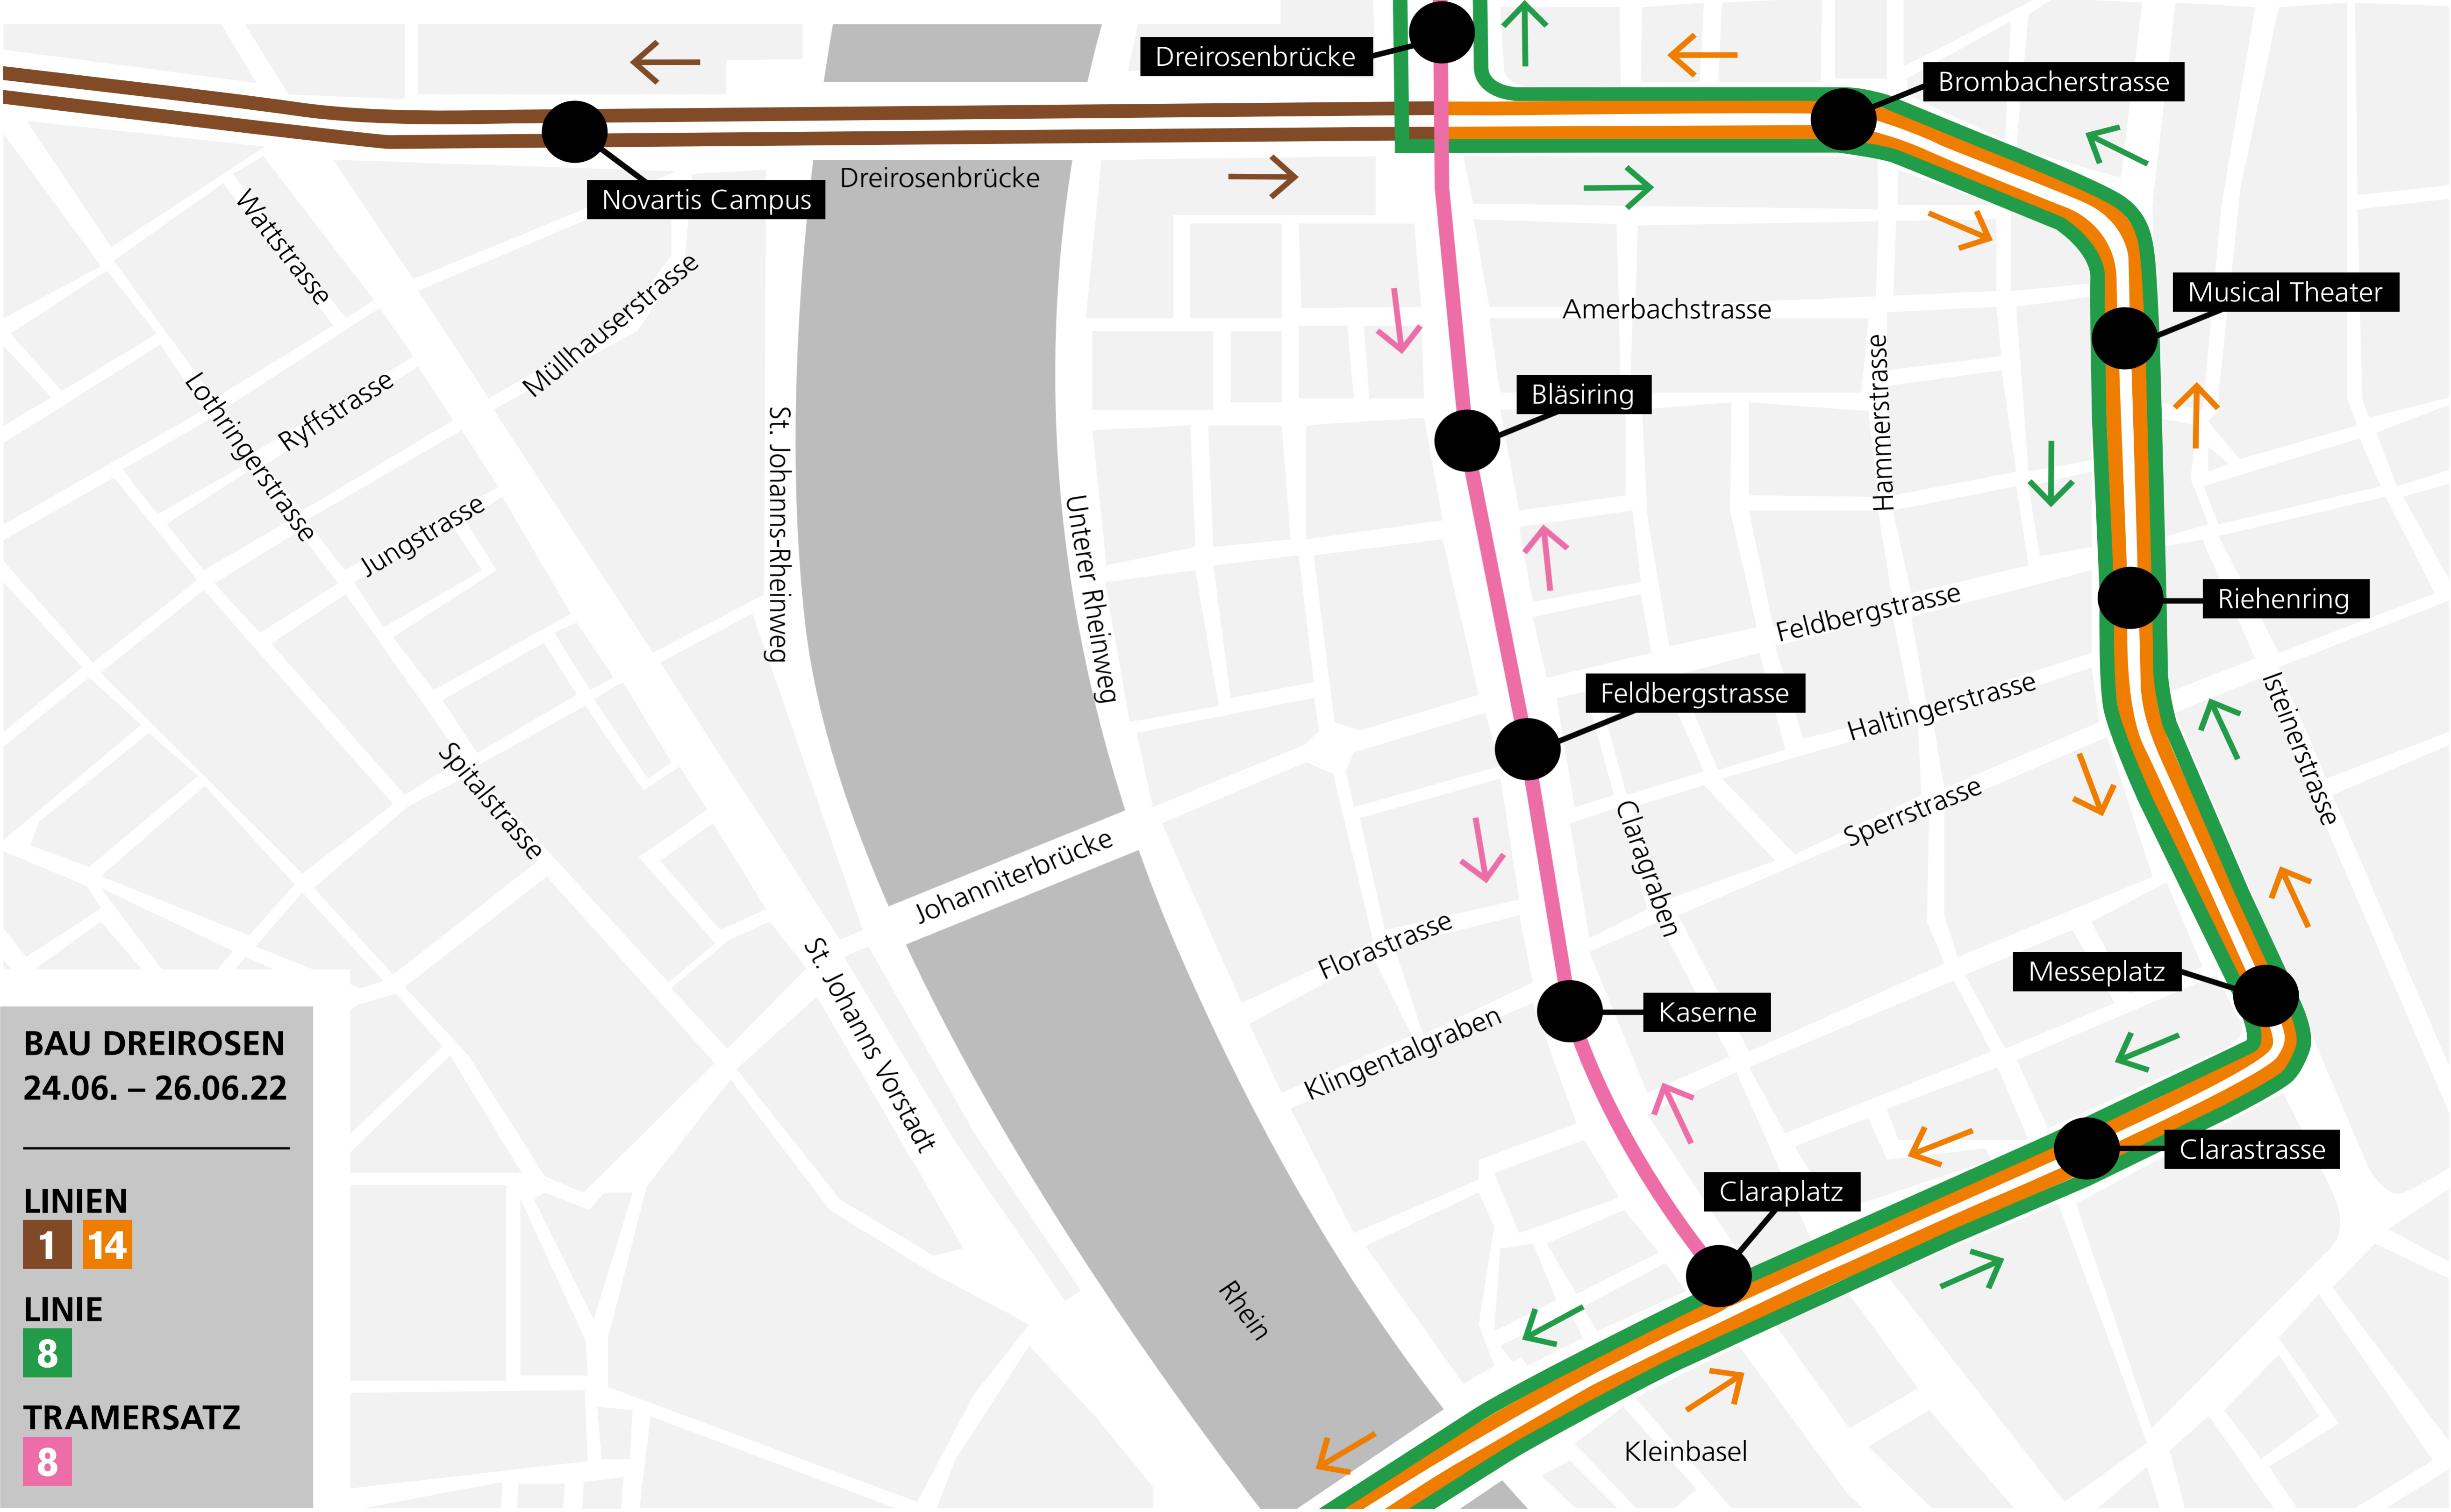 Dreirosenbrücke
Brombacherstrasse
Novartis Campus
Dreirosenbrücke
Wattstrasse
Müllhauserstrasse
Musical Theater
Amerbachstrasse
Bläsiring
Hammerstrasse
Lothringerstrasse
Ryffstrasse
Jungstrasse
St. Johanns-Rheinweg
Unterer Rheinweg
Feldbergstrasse
Riehenring
Feldbergstrasse
Haltingerstrasse
Isteinerstrasse
Spitalstrasse
Claragraben
Sperrstrasse
Johanniterbrücke
Florastrasse
Messeplatz
Kaserne
Klingentalgraben
St. Johanns Vorstadt
Clarastrasse
Claraplatz
Rhein
Kleinbasel
BAU DREIROSEN
24.06. – 26.06.22
LINIEN
1 14
LINIE
8
TRAMERSATZ
8